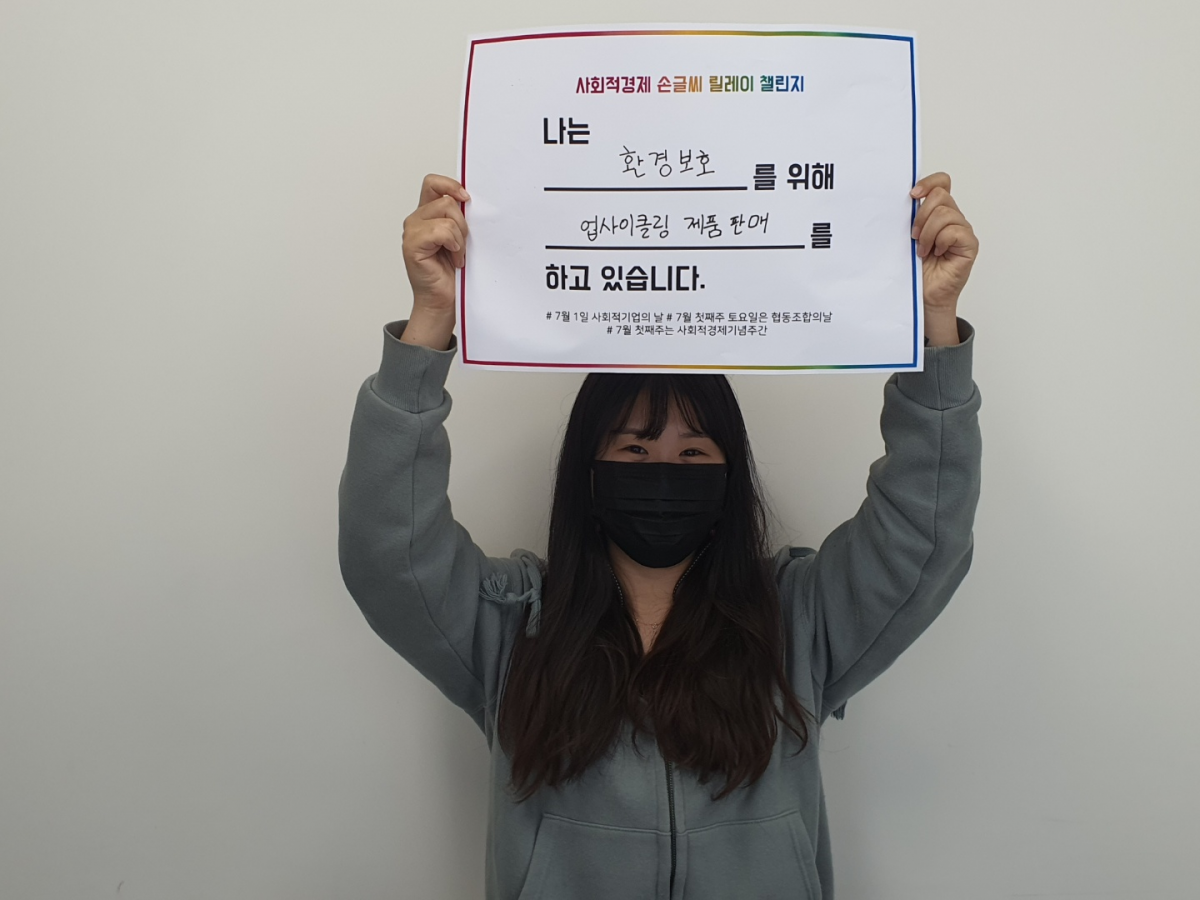 사회적경제 손글씨 릴레이 챌린지
나는
환경보호 를 위해
업사이클링 제품 판매 를
하고 있습니다.
# 7월 1일 사회적기업의 날 # 7월 첫째주 토요일은 협동조합의날
# 7월 첫째주는 사회적경제기념주간